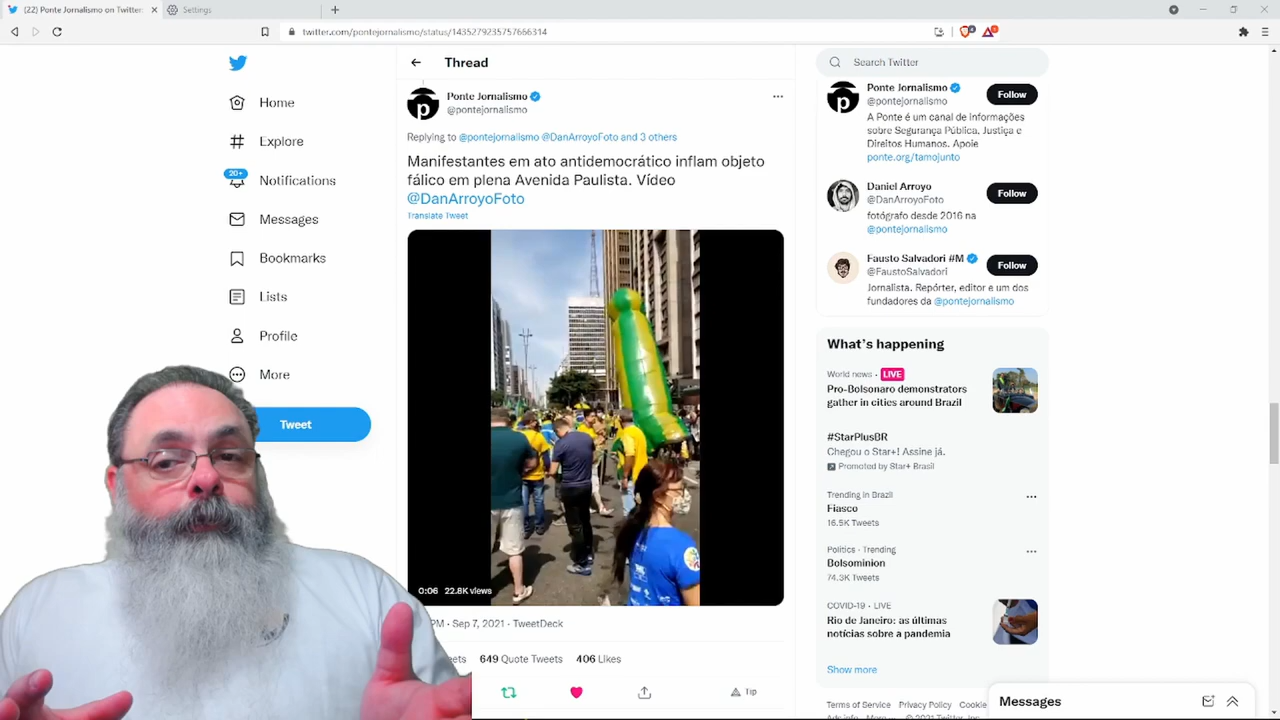 (22) Ponte Jornalismo on Twitter:
Settings
twitter.com/pontejornalismo/status/1435279235757666314
Home
Explore
20+
Notifications
Messages
Bookmarks
Lists
Profile
More
Tweet
Thread
Ponte Jornalismo
@pontejornalismo
Replying to @pontejornalismo @DanArroyoFoto and 3 others
Manifestantes em ato antidemocrático inflam objeto
fálico em plena Avenida Paulista. Vídeo
@DanArroyoFoto
Translate Tweet
0:06 22.8K views
PM · Sep 7, 2021 · TweetDeck
649 Quote Tweets 406 Likes
Tip
Search Twitter
Ponte Jornalismo
@pontejornalismo
Follow
A Ponte é um canal de informações
sobre Segurança Pública, Justiça e
Direitos Humanos. Apoie
ponte.org/tamojunto
Daniel Arroyo
@DanArroyoFoto
Follow
fotógrafo desde 2016 na
@pontejornalismo
Fausto Salvadori #M
@FaustoSalvadori
Follow
Jornalista. Repórter, editor e um dos
fundadores da @pontejornalismo
What's happening
World news · LIVE
Pro-Bolsonaro demonstrators
gather in cities around Brazil
#StarPlusBR
Chegou o Star+! Assine já.
Promoted by Star+ Brasil
Trending in Brazil
Fiasco
16.5K Tweets
Politics · Trending
Bolsominion
74.3K Tweets
COVID-19 · LIVE
Rio de Janeiro: as últimas
notícias sobre a pandemia
Show more
Terms of Service Privacy Policy Cookie
Messages